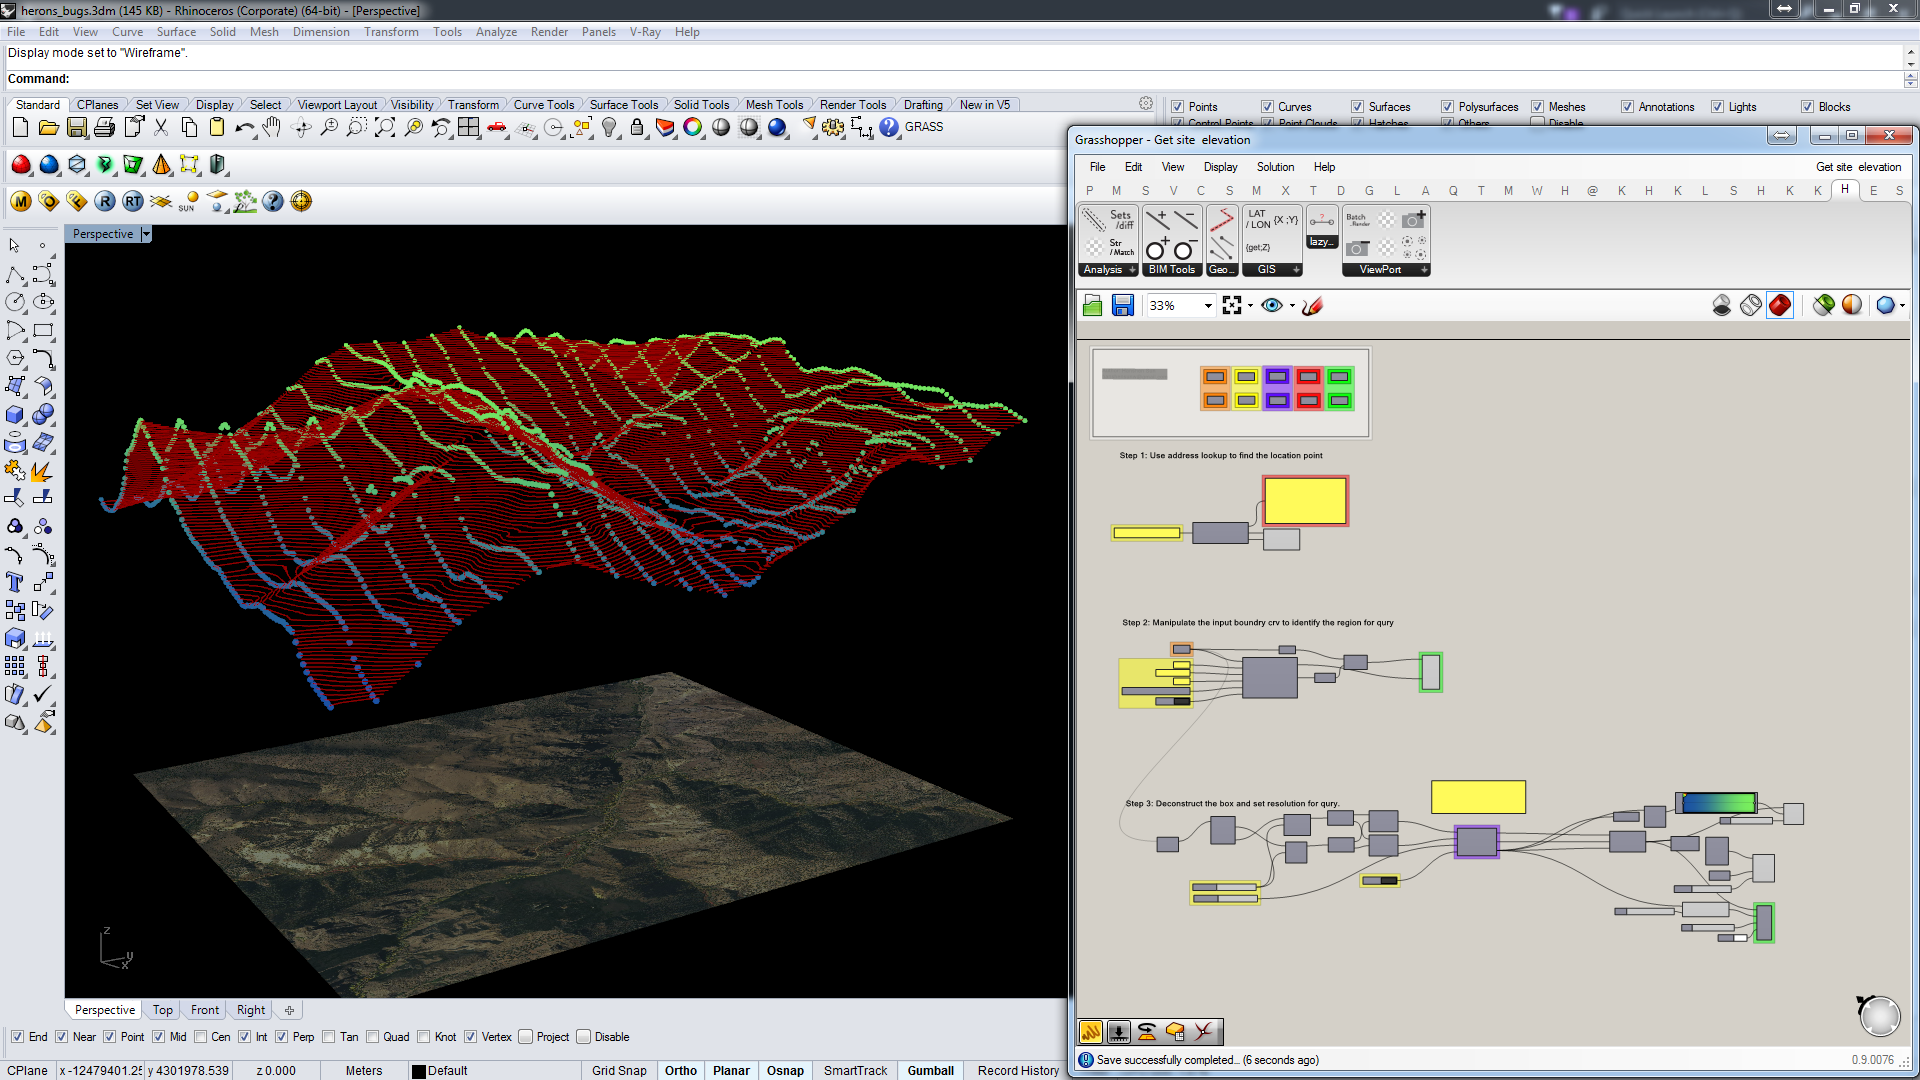 herons_bugs.3dm (145 KB) - Rhinoceros (Corporate) (64-bit) - [Perspective]
File Edit View Curve Surface Solid Mesh Dimension Transform Tools Analyze Render Panels V-Ray Help
Display mode set to "Wireframe".
Command:
Standard CPlanes Set View Display Select Viewport Layout Visibility Transform Curve Tools Surface Tools Solid Tools Mesh Tools Render Tools Drafting New in V5
Points Curves Surfaces Polysurfaces Meshes Annotations Lights Blocks
Control Points Point Clouds Hatches Others Disable
GRASS
M O F R RT SUN
Perspective
Grasshopper - Get site elevation
File Edit View Display Solution Help
Get site elevation
P M S V C S M X T D G L A Q T M W H @ K H K L S H K K H E S
Sets /diff
Str /Match
Analysis
BIM Tools
Geo...
LAT / LON {X ;Y}
{get;Z}
GIS
?
lazy...
Batch Render
ViewPort
33%
Step 1: Use address lookup to find the location point
Step 2: Manipulate the input boundry crv to identify the region for qury
Step 3: Deconstruct the box and set resolution for qury.
z
y
x
Perspective Top Front Right
End Near Point Mid Cen Int Perp Tan Quad Knot Vertex Project Disable
CPlane x -12479401.25 y 4301978.539 z 0.000 Meters Default Grid Snap Ortho Planar Osnap SmartTrack Gumball Record History
Save successfully completed... (6 seconds ago)
0.9.0076